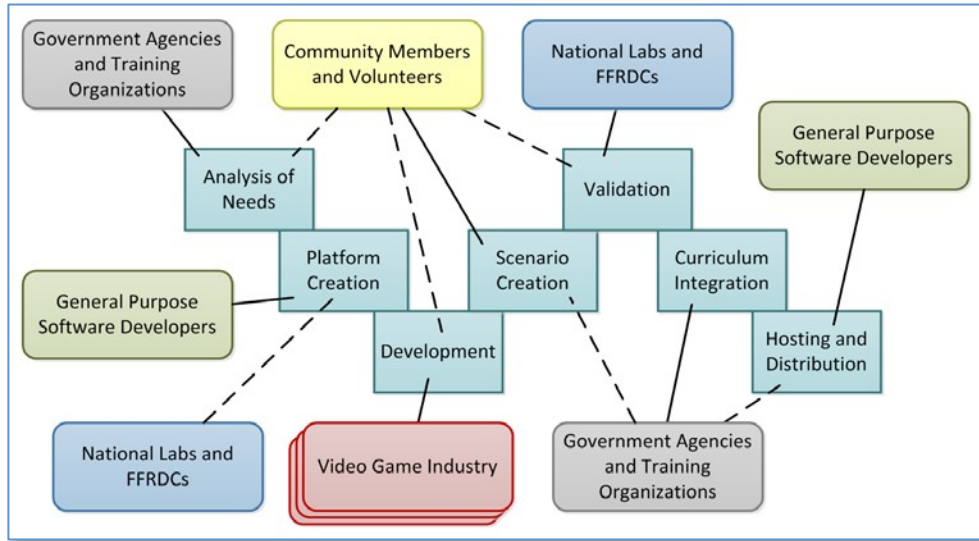 Government Agencies
and Training
Organizations
Community Members
and Volunteers
National Labs and
FFRDCs
General Purpose
Software Developers
Analysis of
Needs
Validation
Platform
Creation
Scenario
Creation
Curriculum
Integration
General Purpose
Software Developers
Development
Hosting and
Distribution
National Labs and
FFRDCs
Video Game Industry
Government Agencies
and Training
Organizations